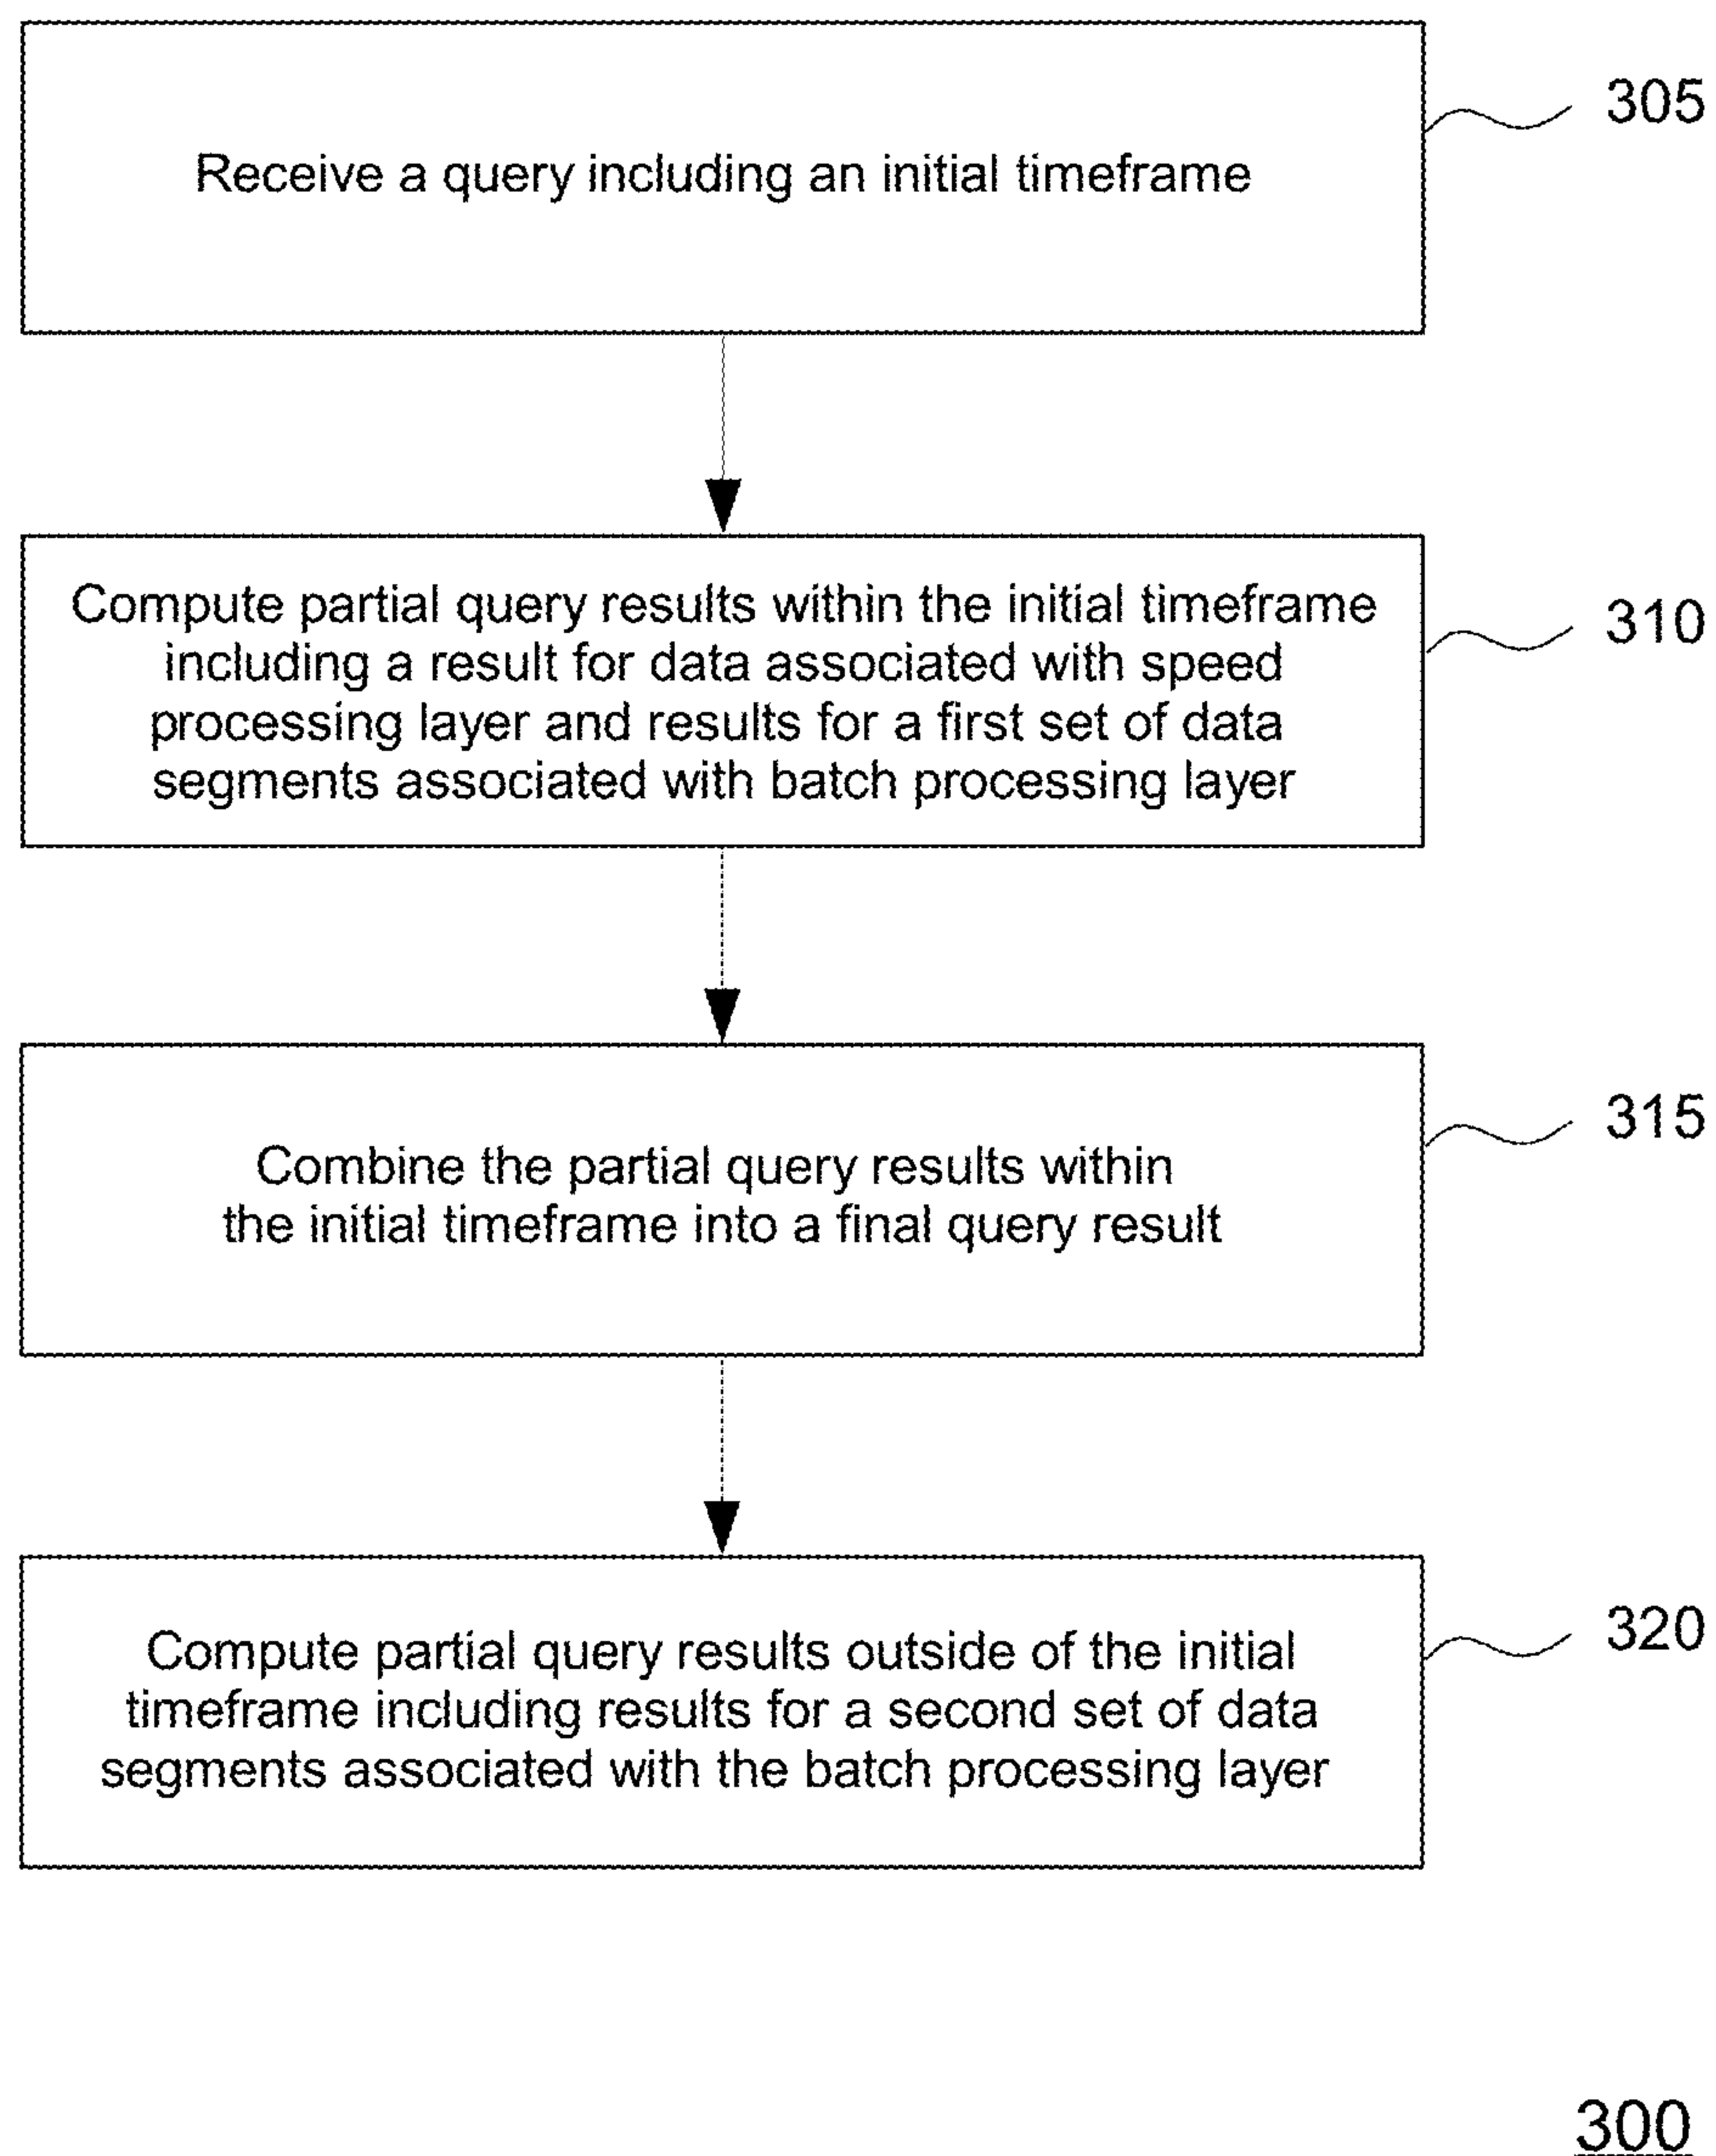 Receive a query including an initial timeframe
305
Compute partial query results within the initial timeframe
including a result for data associated with speed
processing layer and results for a first set of data
segments associated with batch processing layer
310
Combine the partial query results within
the initial timeframe into a final query result
315
Compute partial query results outside of the initial
timeframe including results for a second set of data
segments associated with the batch processing layer
320
300